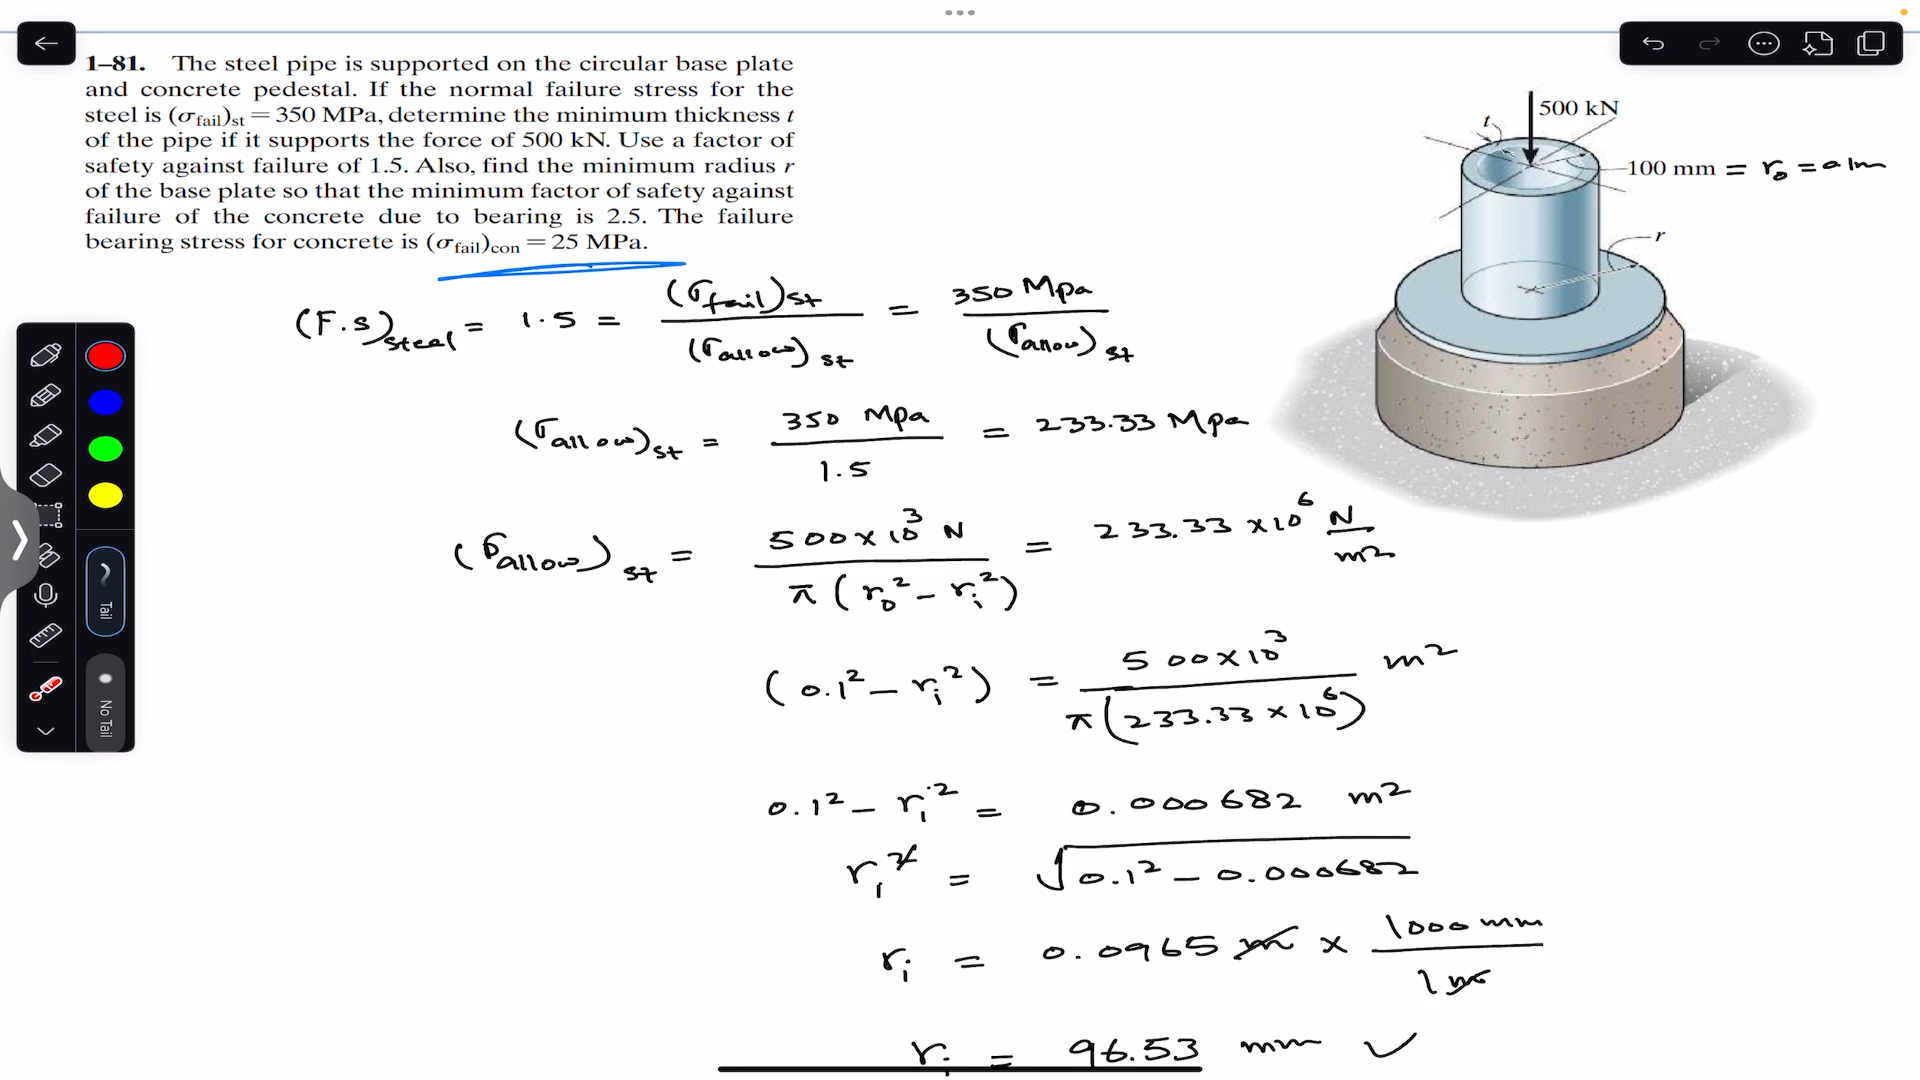 1–81. The steel pipe is supported on the circular base plate
and concrete pedestal. If the normal failure stress for the
steel is (σfail)st = 350 MPa, determine the minimum thickness t
of the pipe if it supports the force of 500 kN. Use a factor of
safety against failure of 1.5. Also, find the minimum radius r
of the base plate so that the minimum factor of safety against
failure of the concrete due to bearing is 2.5. The failure
bearing stress for concrete is (σfail)con = 25 MPa.
500 kN
t
100 mm = r₀ = 0.1m
r
(F.S)steel = 1.5 = (σfail)st / (σallow)st = 350 Mpa / (σallow)st
(σallow)st = 350 Mpa / 1.5 = 233.33 Mpa
(σallow)st = 500×10³ N / π(r₀² − rᵢ²) = 233.33 ×10⁶ N/m²
(0.1² − rᵢ²) = 500×10³ / π(233.33 × 10⁶) m²
0.1² − rᵢ² = 0.000682 m²
rᵢ² = √0.1² − 0.000682
rᵢ = 0.0965 m × 1000 mm / 1 m
rᵢ = 96.53 mm ✓
Tail
No Tail